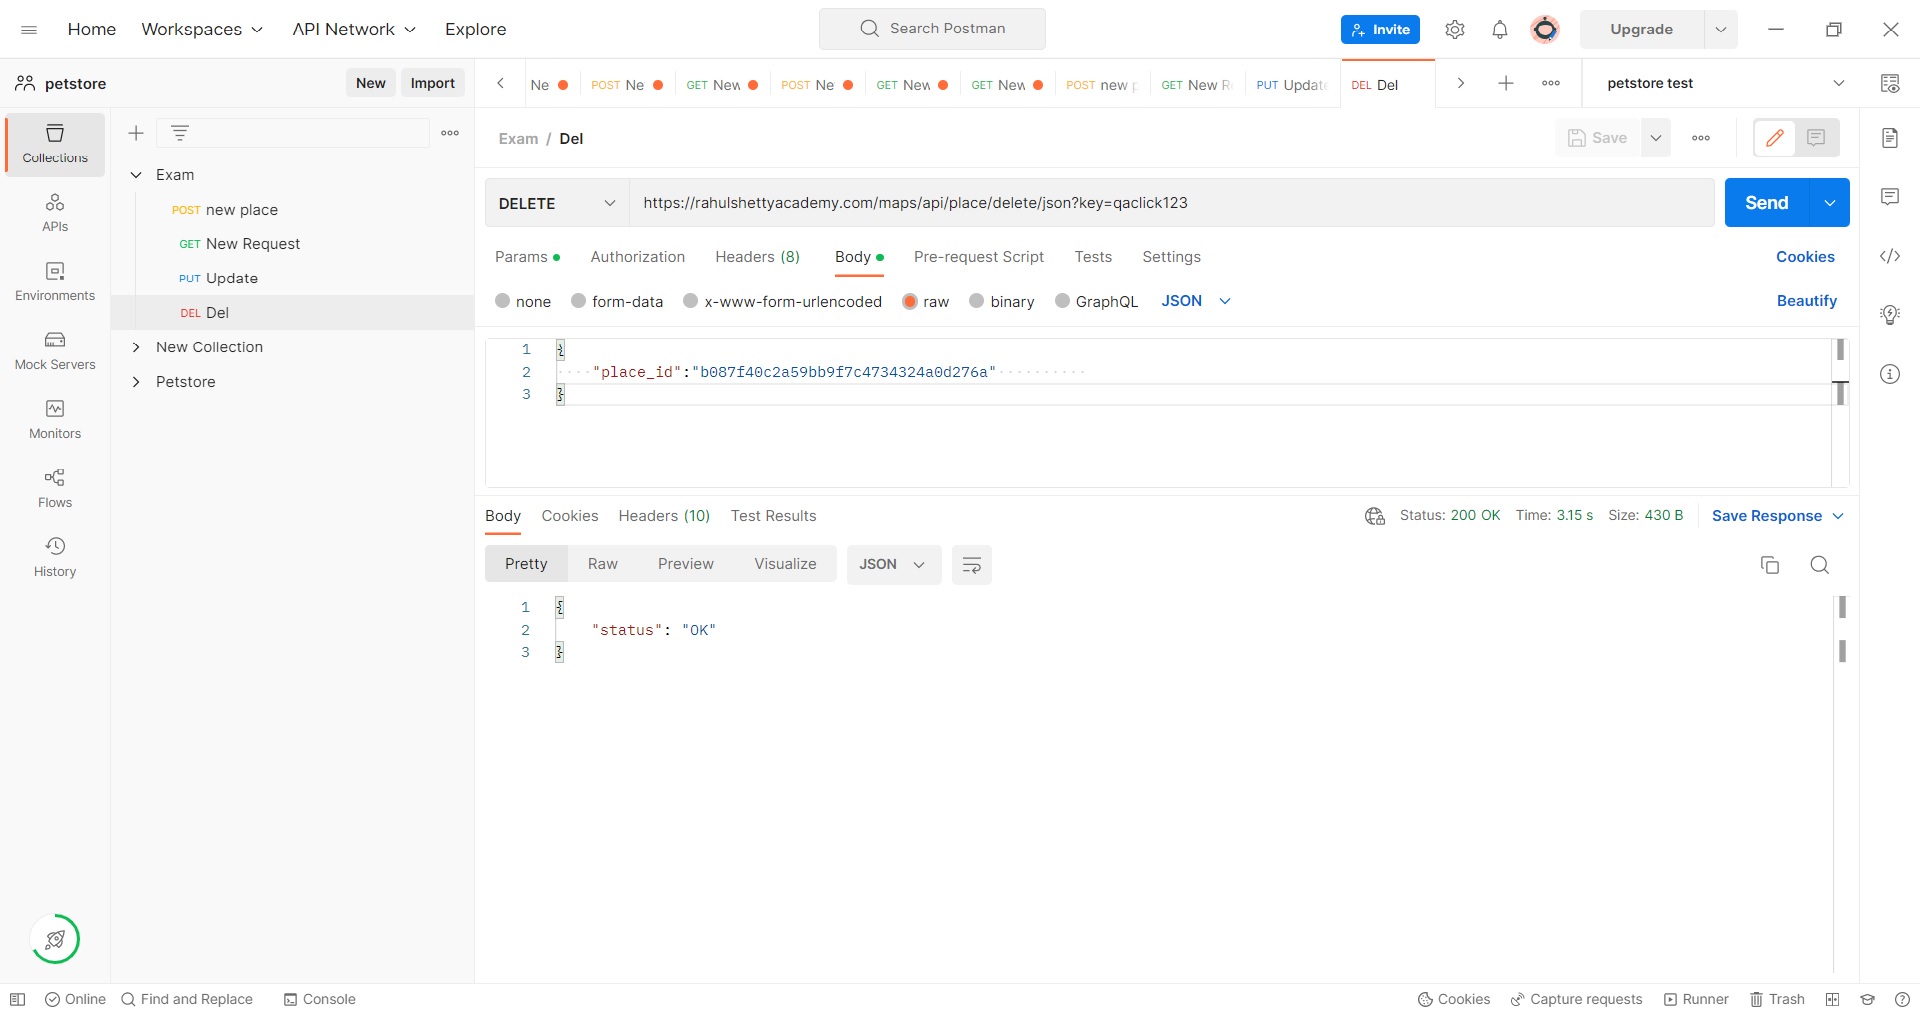 Home Workspaces API Network Explore Search Postman Invite Upgrade
petstore New Import Ne POST Ne GET New POST Ne GET New GET New POST new p GET New R PUT Update DEL Del petstore test
Collections
APIs
Environments
Mock Servers
Monitors
Flows
History
Exam
POST new place
GET New Request
PUT Update
DEL Del
New Collection
Petstore
Exam / Del Save
DELETE https://rahulshettyacademy.com/maps/api/place/delete/json?key=qaclick123 Send
Params Authorization Headers (8) Body Pre-request Script Tests Settings Cookies
none form-data x-www-form-urlencoded raw binary GraphQL JSON Beautify
1 {
2 "place_id":"b087f40c2a59bb9f7c4734324a0d276a"
3 }
Body Cookies Headers (10) Test Results Status: 200 OK Time: 3.15 s Size: 430 B Save Response
Pretty Raw Preview Visualize JSON
1 {
2 "status": "OK"
3 }
Online Find and Replace Console Cookies Capture requests Runner Trash